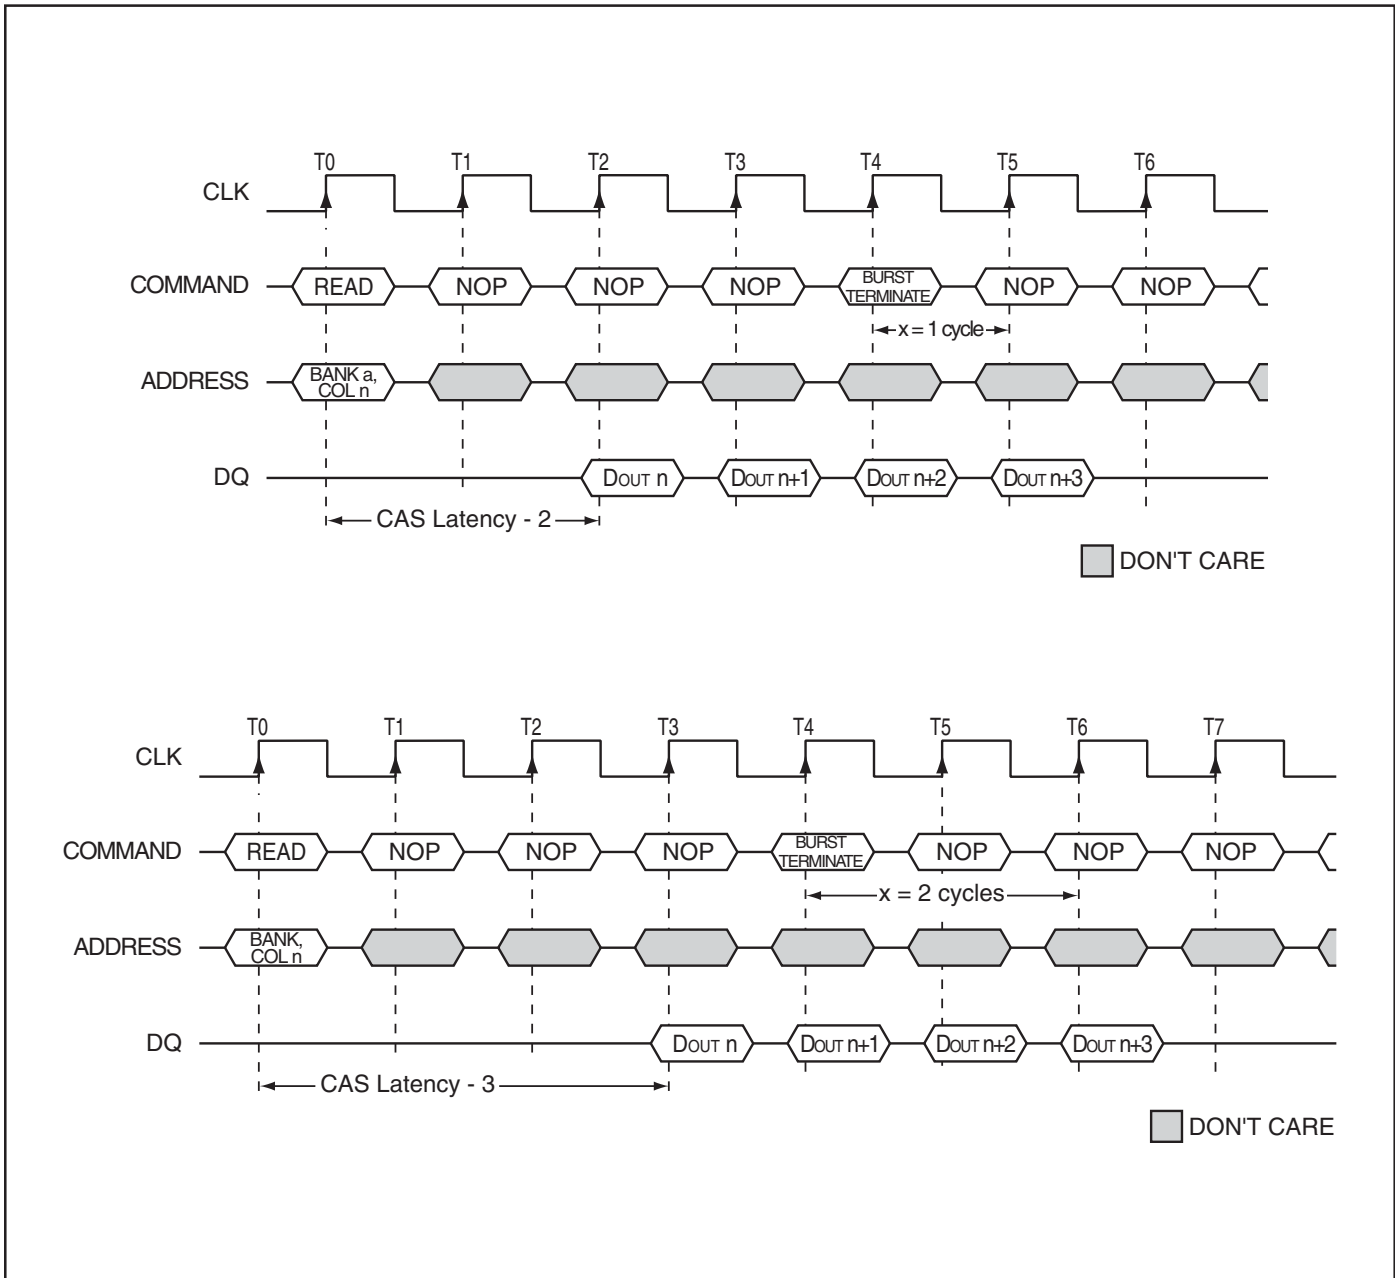 T0 T1 T2 T3 T4 T5 T6
CLK
COMMAND READ NOP NOP NOP BURST TERMINATE NOP NOP
x = 1 cycle
ADDRESS BANK a, COL n
DQ DOUT n DOUT n+1 DOUT n+2 DOUT n+3
CAS Latency - 2
DON'T CARE
T0 T1 T2 T3 T4 T5 T6 T7
CLK
COMMAND READ NOP NOP NOP BURST TERMINATE NOP NOP NOP
x = 2 cycles
ADDRESS BANK, COL n
DQ DOUT n DOUT n+1 DOUT n+2 DOUT n+3
CAS Latency - 3
DON'T CARE